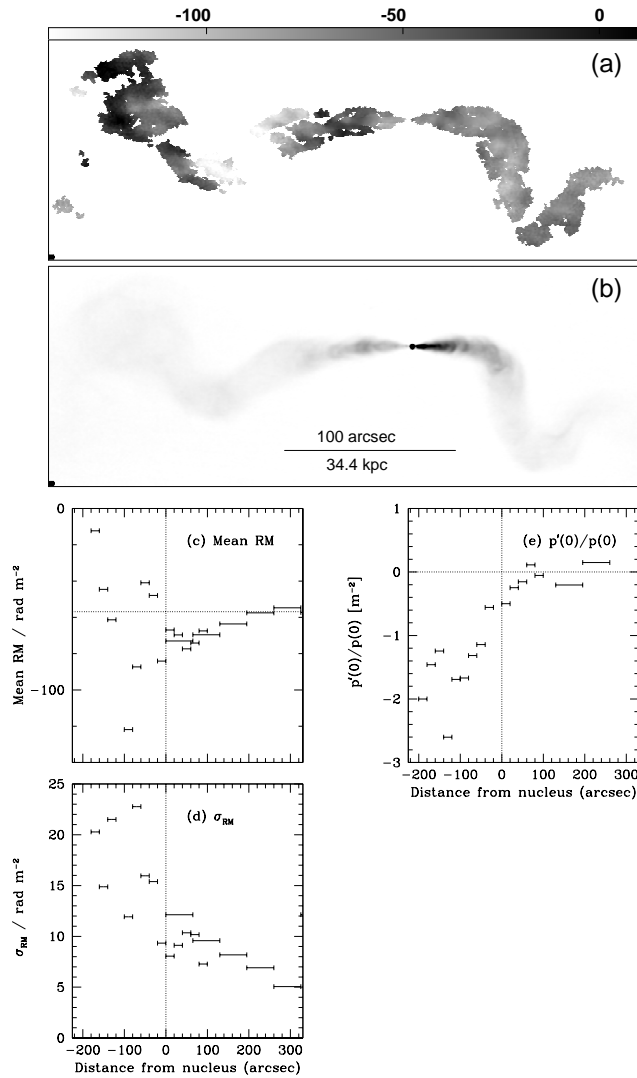 -100 -50 0
(a)
(b)
100 arcsec
34.4 kpc
0
-100
Mean RM / rad m⁻²
(c) Mean RM
1
0
-1
-2
-3
p'(0)/p(0) [m⁻²]
(e) p'(0)/p(0)
-200 -100 0 100 200 300
Distance from nucleus (arcsec)
25
20
15
10
5
0
σRM / rad m⁻²
(d) σRM
-200 -100 0 100 200 300
Distance from nucleus (arcsec)